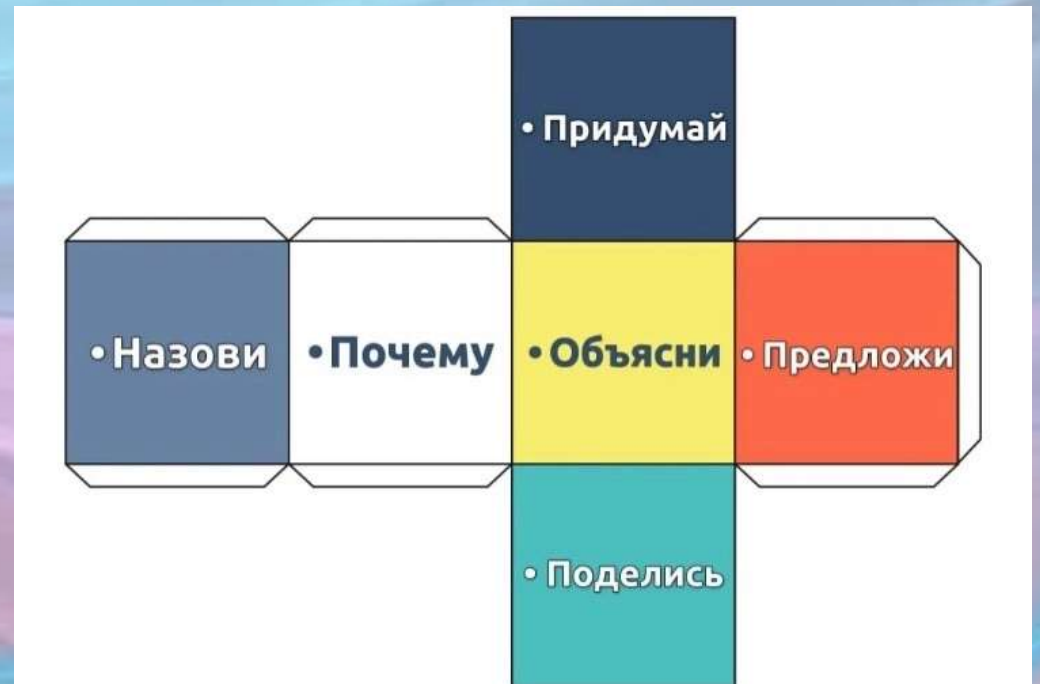 • Придумай
• Назови
• Почему
• Объясни
• Предложи
• Поделись